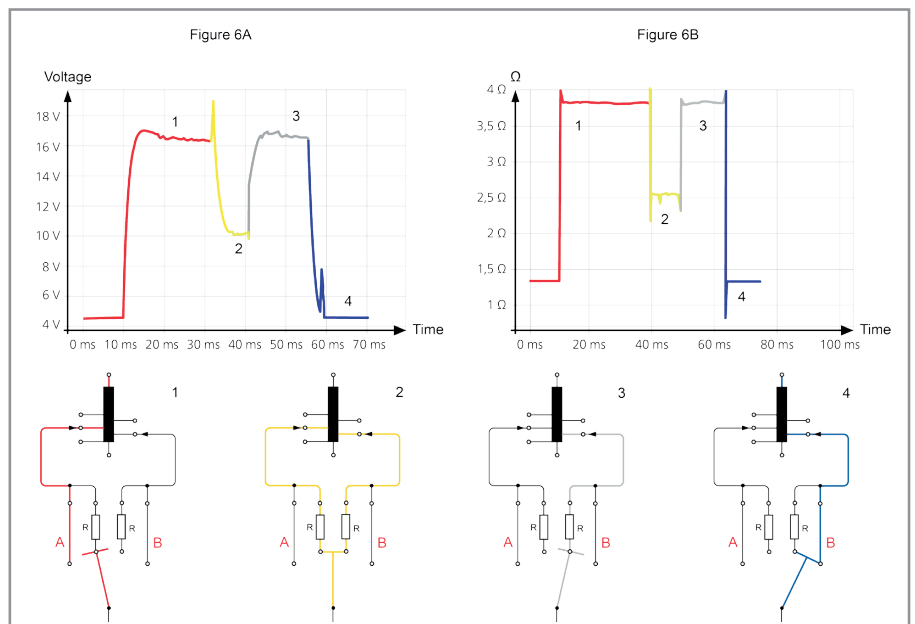 Figure 6A
Voltage
18 V
16 V
14 V
12 V
10 V
8 V
6 V
4 V
1
2
3
4
0 ms 10 ms 20 ms 30 ms 40 ms 50 ms 60 ms 70 ms
Time
Figure 6B
Ω
4 Ω
3,5 Ω
3 Ω
2,5 Ω
2 Ω
1,5 Ω
1 Ω
1
2
3
4
0 ms 20 ms 40 ms 60 ms 80 ms 100 ms
Time
1
R R
A B
2
R R
A B
3
R R
A B
4
R R
A B